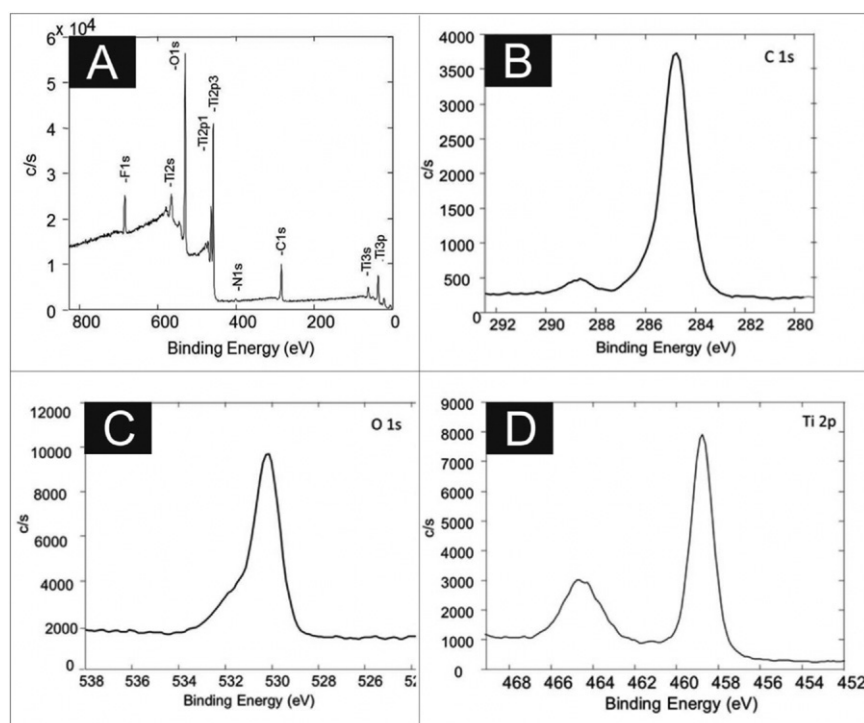 A
x 10⁴
6
5
4
3
2
1
0
c/s
-F1s
-Ti2s
-O1s
-Ti2p1
-Ti2p3
-N1s
-C1s
-Ti3s
Ti3p
800 600 400 200 0
Binding Energy (eV)
B
C 1s
4000
3500
3000
2500
2000
1500
1000
500
0
c/s
292 290 288 286 284 282 280
Binding Energy (eV)
C
O 1s
12000
10000
8000
6000
4000
2000
0
c/s
538 536 534 532 530 528 526
Binding Energy (eV)
D
Ti 2p
9000
8000
7000
6000
5000
4000
3000
2000
1000
0
c/s
468 466 464 462 460 458 456 454 452
Binding Energy (eV)